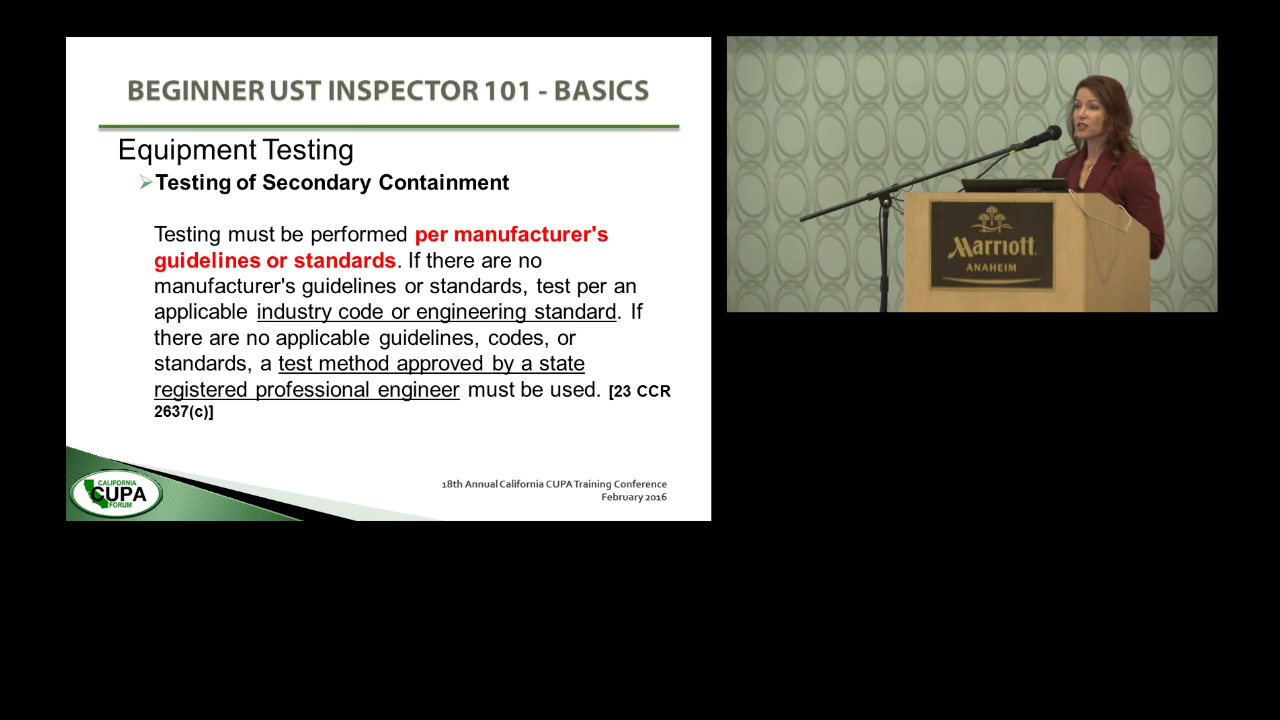 BEGINNER UST INSPECTOR 101 - BASICS
Equipment Testing
Testing of Secondary Containment
Testing must be performed per manufacturer's
guidelines or standards. If there are no
manufacturer's guidelines or standards, test per an
applicable industry code or engineering standard. If
there are no applicable guidelines, codes, or
standards, a test method approved by a state
registered professional engineer must be used. [23 CCR
2637(c)]
18th Annual California CUPA Training Conference
February 2016
CALIFORNIA
CUPA
FORUM
Marriott
ANAHEIM